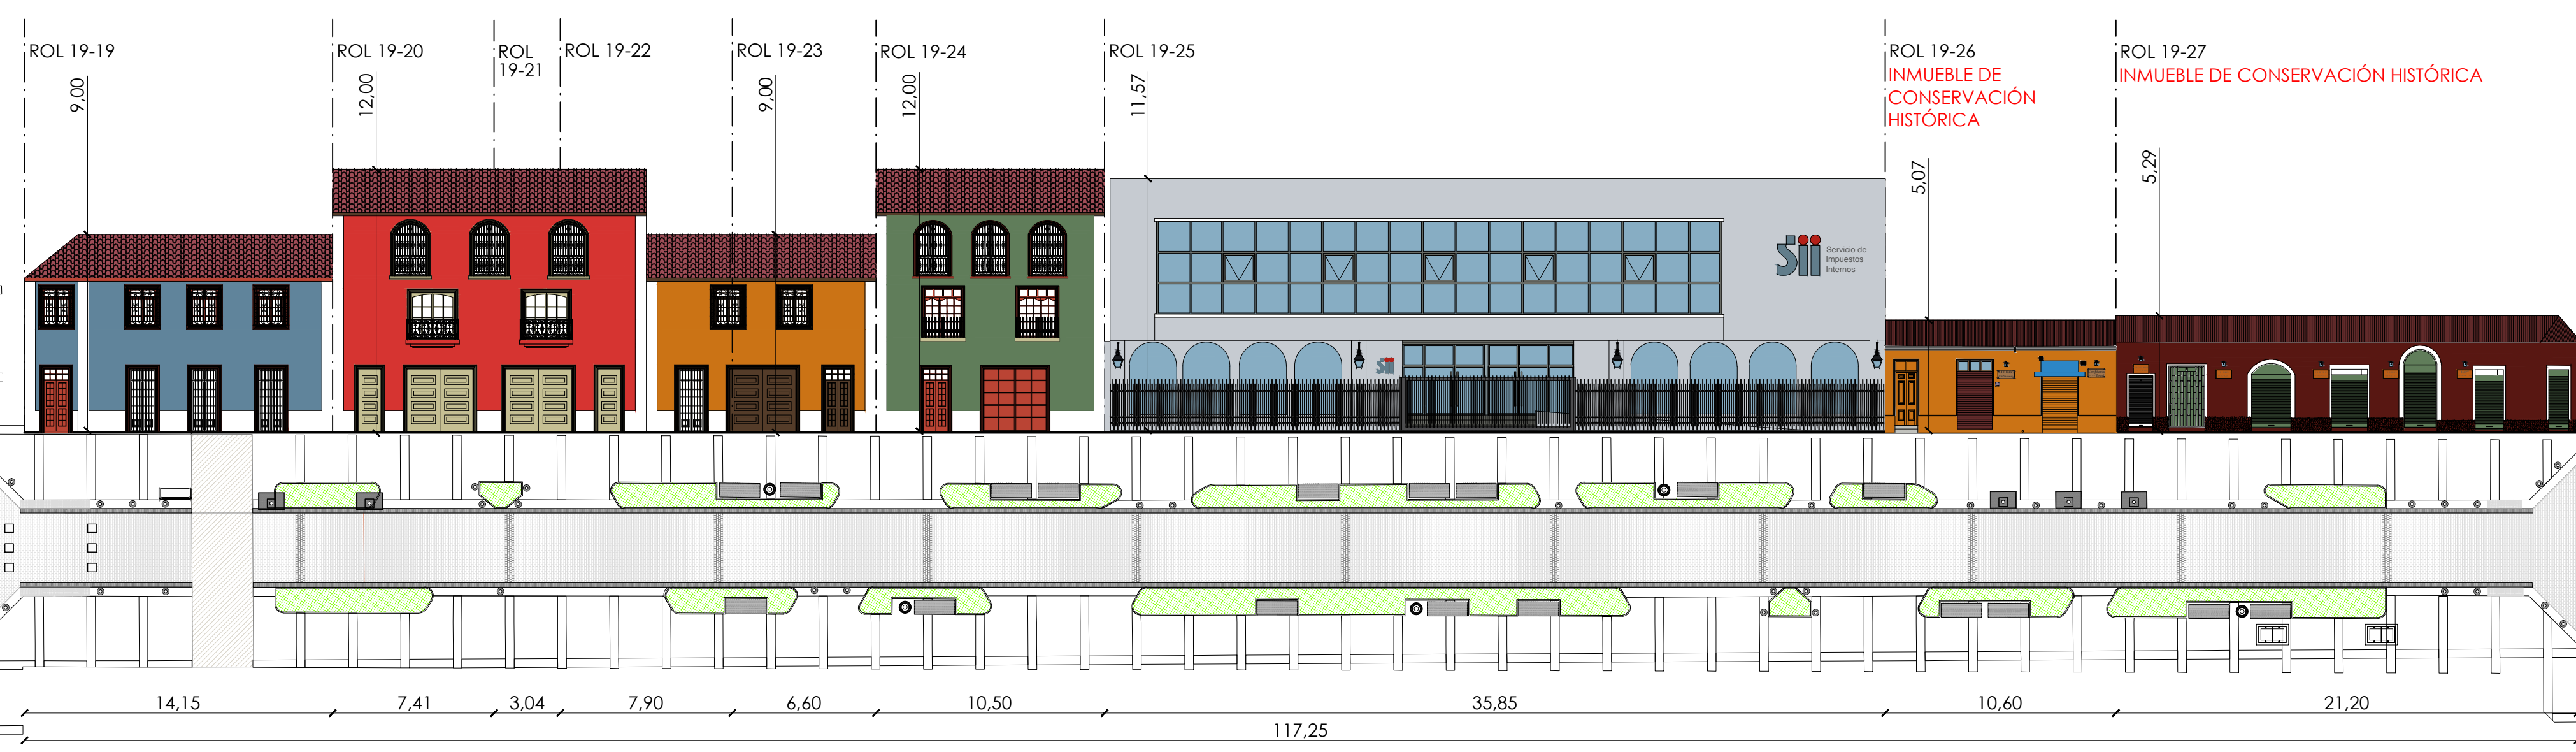 ROL 19-19
9,00
ROL 19-20
12,00
ROL
19-21
ROL 19-22
ROL 19-23
9,00
ROL 19-24
12,00
ROL 19-25
11,57
ROL 19-26
INMUEBLE DE
CONSERVACIÓN
HISTÓRICA
5,07
ROL 19-27
INMUEBLE DE CONSERVACIÓN HISTÓRICA
5,29
Sii
Servicio de
Impuestos
Internos
Sii
14,15
7,41
3,04
7,90
6,60
10,50
35,85
10,60
21,20
117,25